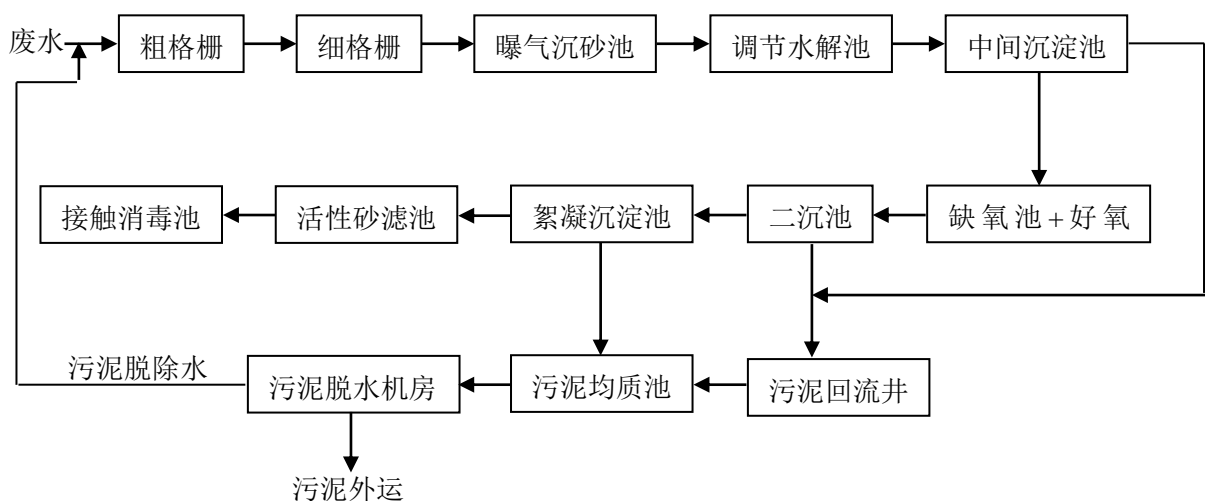 废水
粗格栅
细格栅
曝气沉砂池
调节水解池
中间沉淀池
接触消毒池
活性砂滤池
絮凝沉淀池
二沉池
缺氧池+好氧
污泥脱除水
污泥脱水机房
污泥均质池
污泥回流井
污泥外运